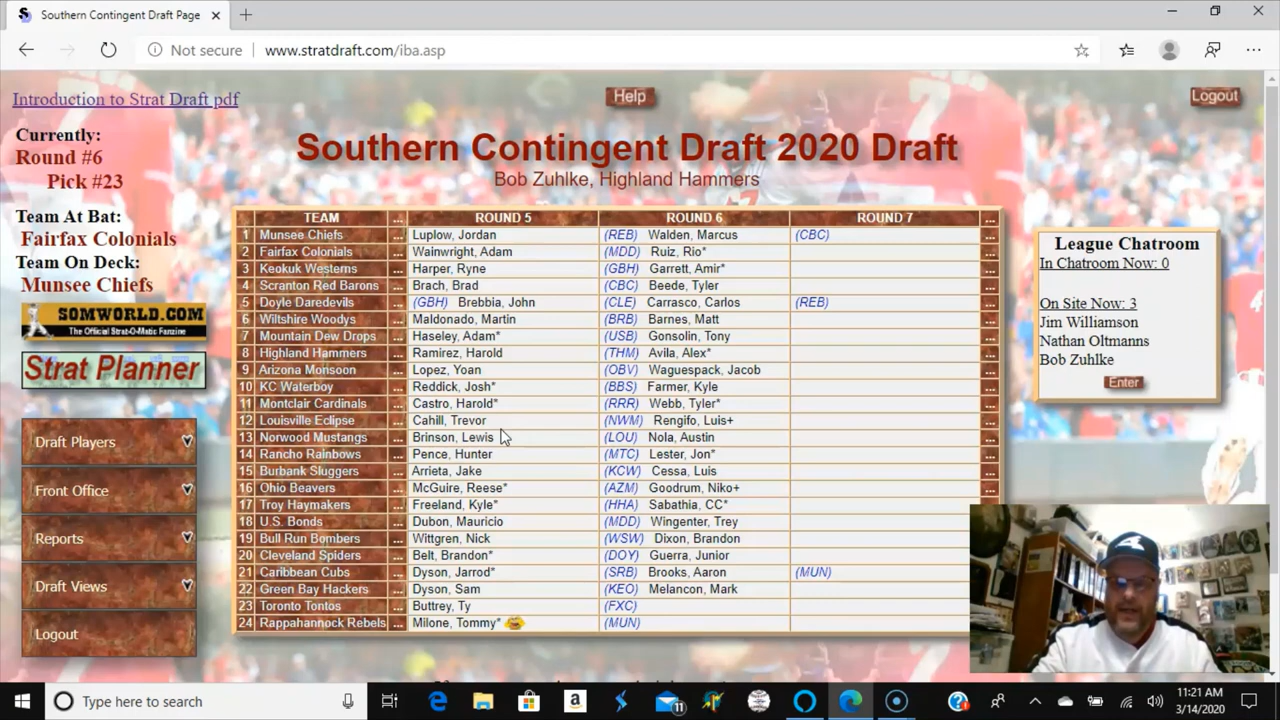 Southern Contingent Draft Page
Not secure www.stratdraft.com/iba.asp
Introduction to Strat Draft pdf
Help
Logout
Currently:
Round #6
Pick #23
Team At Bat:
Fairfax Colonials
Team On Deck:
Munsee Chiefs
SOMWORLD.COM
The Official Strat-O-Matic Fanzine
Strat Planner
Draft Players
Front Office
Reports
Draft Views
Logout
Southern Contingent Draft 2020 Draft
Bob Zuhlke, Highland Hammers
TEAM ... ROUND 5 ROUND 6 ROUND 7 ...
1 Munsee Chiefs ... Luplow, Jordan (REB) Walden, Marcus (CBC) ...
2 Fairfax Colonials ... Wainwright, Adam (MDD) Ruiz, Rio* ...
3 Keokuk Westerns ... Harper, Ryne (GBH) Garrett, Amir* ...
4 Scranton Red Barons ... Brach, Brad (CBC) Beede, Tyler ...
5 Doyle Daredevils ... (GBH) Brebbia, John (CLE) Carrasco, Carlos (REB) ...
6 Wiltshire Woodys ... Maldonado, Martin (BRB) Barnes, Matt ...
7 Mountain Dew Drops ... Haseley, Adam* (USB) Gonsolin, Tony ...
8 Highland Hammers ... Ramirez, Harold (THM) Avila, Alex* ...
9 Arizona Monsoon ... Lopez, Yoan (OBV) Waguespack, Jacob ...
10 KC Waterboy ... Reddick, Josh* (BBS) Farmer, Kyle ...
11 Montclair Cardinals ... Castro, Harold* (RRR) Webb, Tyler* ...
12 Louisville Eclipse ... Cahill, Trevor (NWM) Rengifo, Luis+ ...
13 Norwood Mustangs ... Brinson, Lewis (LOU) Nola, Austin ...
14 Rancho Rainbows ... Pence, Hunter (MTC) Lester, Jon* ...
15 Burbank Sluggers ... Arrieta, Jake (KCW) Cessa, Luis ...
16 Ohio Beavers ... McGuire, Reese* (AZM) Goodrum, Niko+ ...
17 Troy Haymakers ... Freeland, Kyle* (HHA) Sabathia, CC* ...
18 U.S. Bonds ... Dubon, Mauricio (MDD) Wingenter, Trey
19 Bull Run Bombers ... Wittgren, Nick (WSW) Dixon, Brandon
20 Cleveland Spiders ... Belt, Brandon* (DOY) Guerra, Junior
21 Caribbean Cubs ... Dyson, Jarrod* (SRB) Brooks, Aaron (MUN)
22 Green Bay Hackers ... Dyson, Sam (KEO) Melancon, Mark
23 Toronto Tontos ... Buttrey, Ty (FXC)
24 Rappahannock Rebels ... Milone, Tommy* (MUN)
League Chatroom
In Chatroom Now: 0
On Site Now: 3
Jim Williamson
Nathan Oltmanns
Bob Zuhlke
Enter
Type here to search
11
11:21 AM
3/14/2020